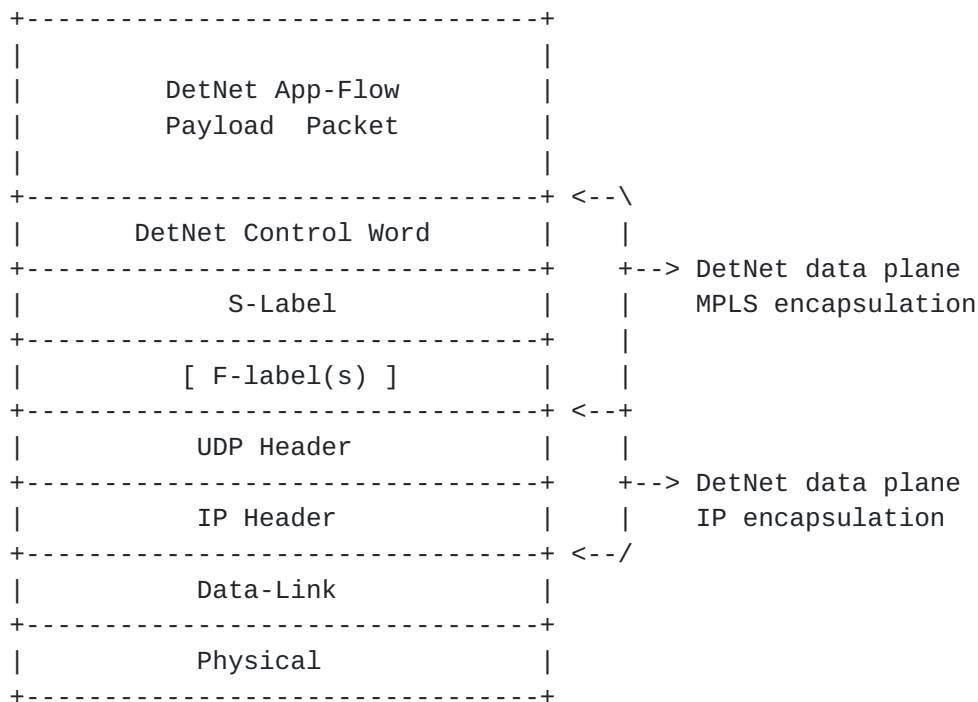 DetNet App-Flow
Payload Packet
DetNet Control Word
DetNet data plane
S-Label
MPLS encapsulation
[ F-label(s) ]
UDP Header
DetNet data plane
IP Header
IP encapsulation
Data-Link
Physical